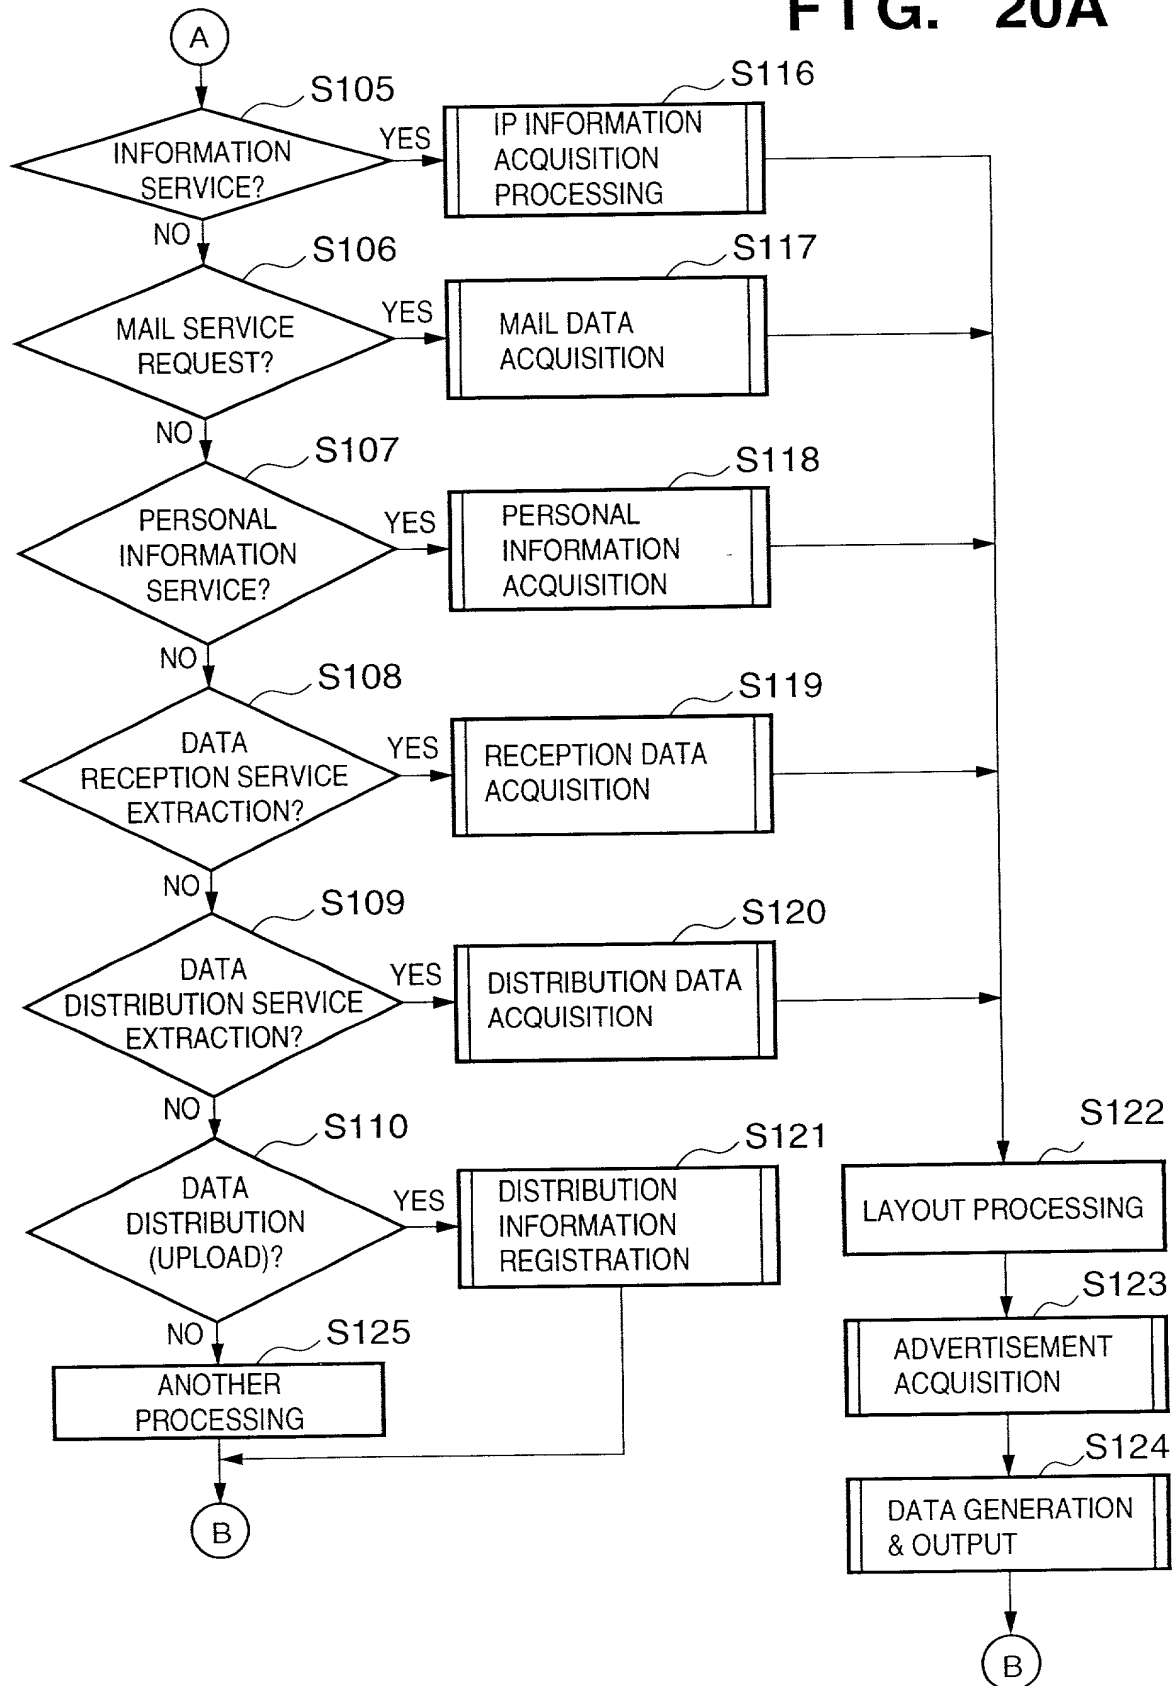 FIG. 20A
A
S105
INFORMATION
SERVICE?
YES
S116
IP INFORMATION
ACQUISITION
PROCESSING
NO
S106
MAIL SERVICE
REQUEST?
YES
S117
MAIL DATA
ACQUISITION
NO
S107
PERSONAL
INFORMATION
SERVICE?
YES
S118
PERSONAL
INFORMATION
ACQUISITION
NO
S108
DATA
RECEPTION SERVICE
EXTRACTION?
YES
S119
RECEPTION DATA
ACQUISITION
NO
S109
DATA
DISTRIBUTION SERVICE
EXTRACTION?
YES
S120
DISTRIBUTION DATA
ACQUISITION
NO
S110
DATA
DISTRIBUTION
(UPLOAD)?
YES
S121
DISTRIBUTION
INFORMATION
REGISTRATION
NO
S125
ANOTHER
PROCESSING
B
S122
LAYOUT PROCESSING
S123
ADVERTISEMENT
ACQUISITION
S124
DATA GENERATION
& OUTPUT
B